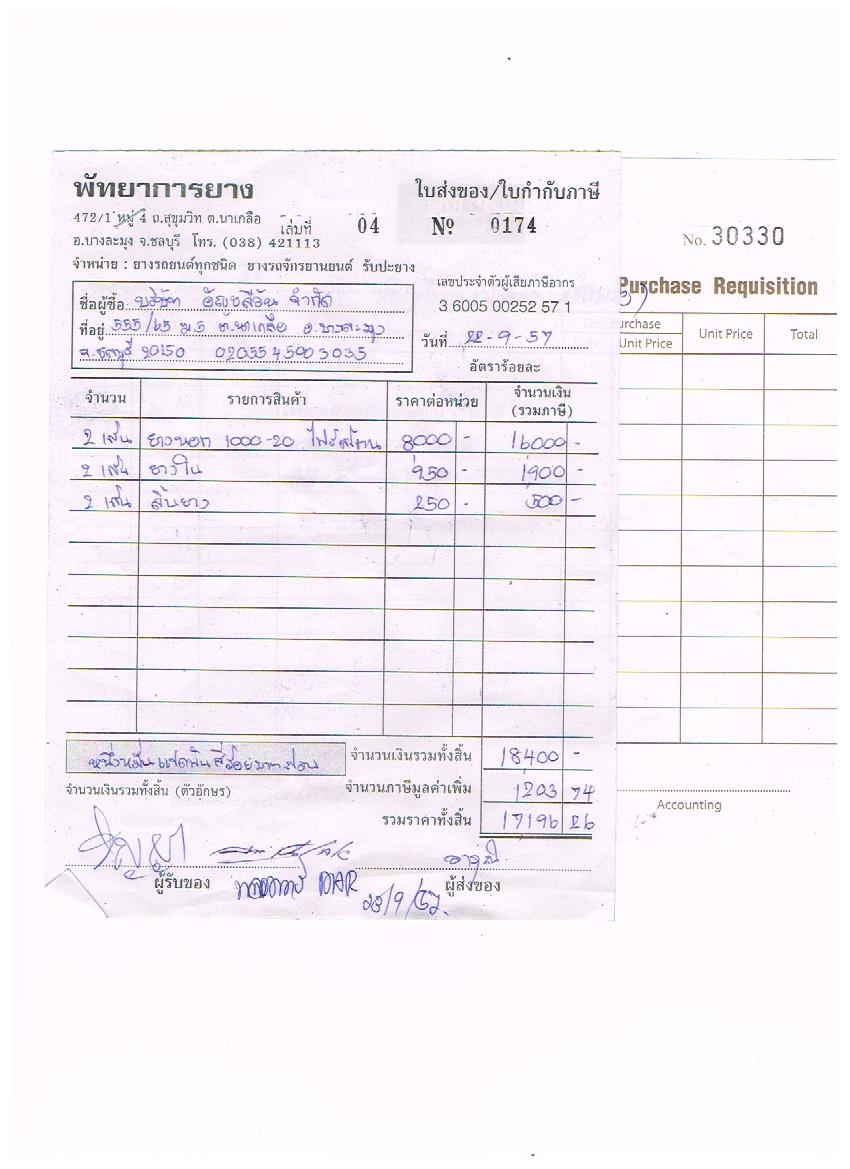 พัทยาการยาง
ใบส่งของ/ใบกำกับภาษี
472/1 หมู่ 4 ถ.สุขุมวิท ต.นาเกลือ
เล่มที่ 04 № 0174
อ.บางละมุง จ.ชลบุรี โทร. (038) 421113
จำหน่าย : ยางรถยนต์ทุกชนิด ยางรถจักรยานยนต์ รับปะยาง
เลขประจำตัวผู้เสียภาษีอากร
3 6005 00252 57 1
ชื่อผู้ซื้อ บริษัท จำกัด
ที่อยู่ 555/65 ม.5 ต.นาเกลือ อ.บางละมุง
จ.ชลบุรี 20150 0205545003035
วันที่ 22-9-57
อัตราร้อยละ
จำนวน รายการสินค้า ราคาต่อหน่วย จำนวนเงิน (รวมภาษี)
2 เส้น ยางนอก 1000-20 ไฟร์สโตน 8000 - 16000 -
2 เส้น ยางใน 950 - 1900 -
2 เส้น ลิ้นยาง 250 - 500 -
หนึ่งหมื่นแปดพันสี่ร้อยบาทถ้วน จำนวนเงินรวมทั้งสิ้น 18400 -
จำนวนเงินรวมทั้งสิ้น (ตัวอักษร) จำนวนภาษีมูลค่าเพิ่ม 1203 74
รวมราคาทั้งสิ้น 17196 26
ผู้รับของ ผู้ส่งของ
23/9/57.
No. 30330
Purchase Requisition
urchase
Unit Price Unit Price Total
Accounting